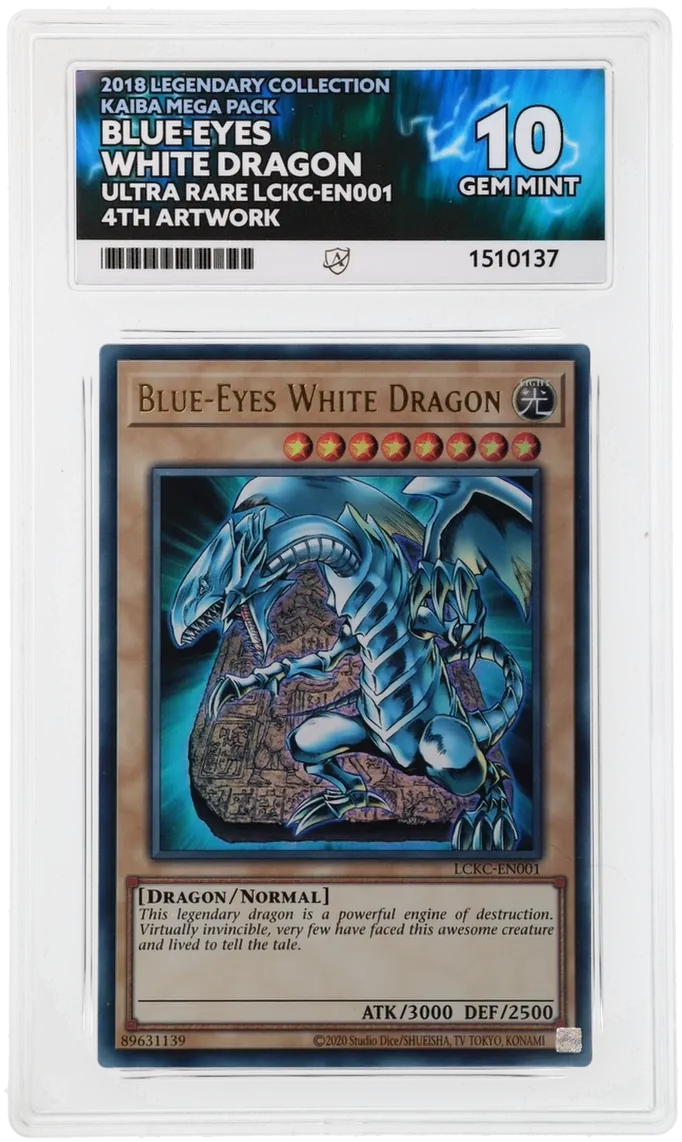 2018 LEGENDARY COLLECTION
KAIBA MEGA PACK
BLUE-EYES
WHITE DRAGON
ULTRA RARE LCKC-EN001
4TH ARTWORK
10
GEM MINT
1510137
BLUE-EYES WHITE DRAGON
LIGHT
光
LCKC-EN001
[DRAGON/NORMAL]
This legendary dragon is a powerful engine of destruction.
Virtually invincible, very few have faced this awesome creature
and lived to tell the tale.
ATK/3000 DEF/2500
89631139
©2020 Studio Dice/SHUEISHA, TV TOKYO, KONAMI